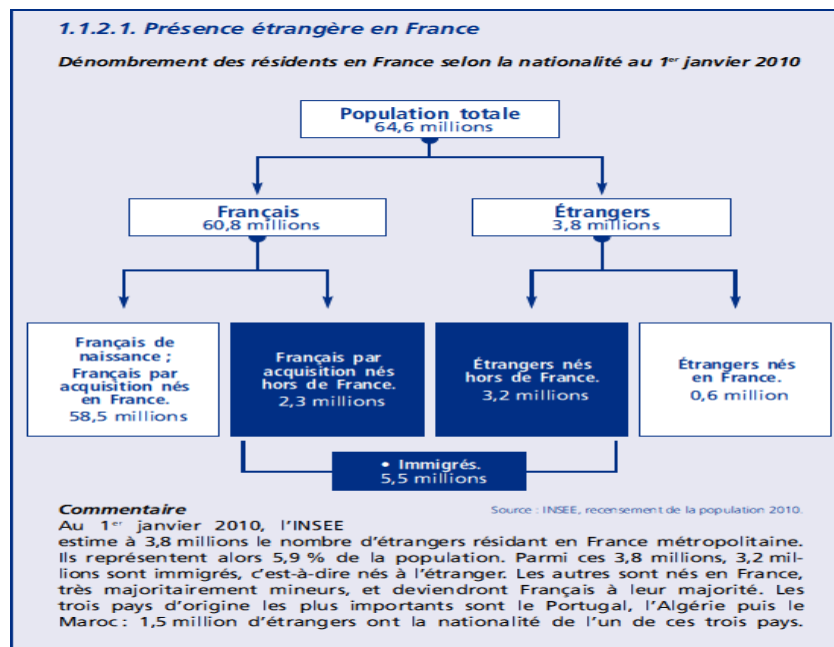 1.1.2.1. Présence étrangère en France
Dénombrement des résidents en France selon la nationalité au 1er janvier 2010
Population totale
64,6 millions
Français
60,8 millions
Étrangers
3,8 millions
Français de
naissance ;
Français par
acquisition nés
en France.
58,5 millions
Français par
acquisition nés
hors de France.
2,3 millions
Étrangers nés
hors de France.
3,2 millions
Étrangers nés
en France.
0,6 million
• Immigrés.
5,5 millions
Commentaire
Source : INSEE, recensement de la population 2010.
Au 1er janvier 2010, l'INSEE
estime à 3,8 millions le nombre d'étrangers résidant en France métropolitaine.
Ils représentent alors 5,9 % de la population. Parmi ces 3,8 millions, 3,2 mil-
lions sont immigrés, c'est-à-dire nés à l'étranger. Les autres sont nés en France,
très majoritairement mineurs, et deviendront Français à leur majorité. Les
trois pays d'origine les plus importants sont le Portugal, l'Algérie puis le
Maroc : 1,5 million d'étrangers ont la nationalité de l'un de ces trois pays.